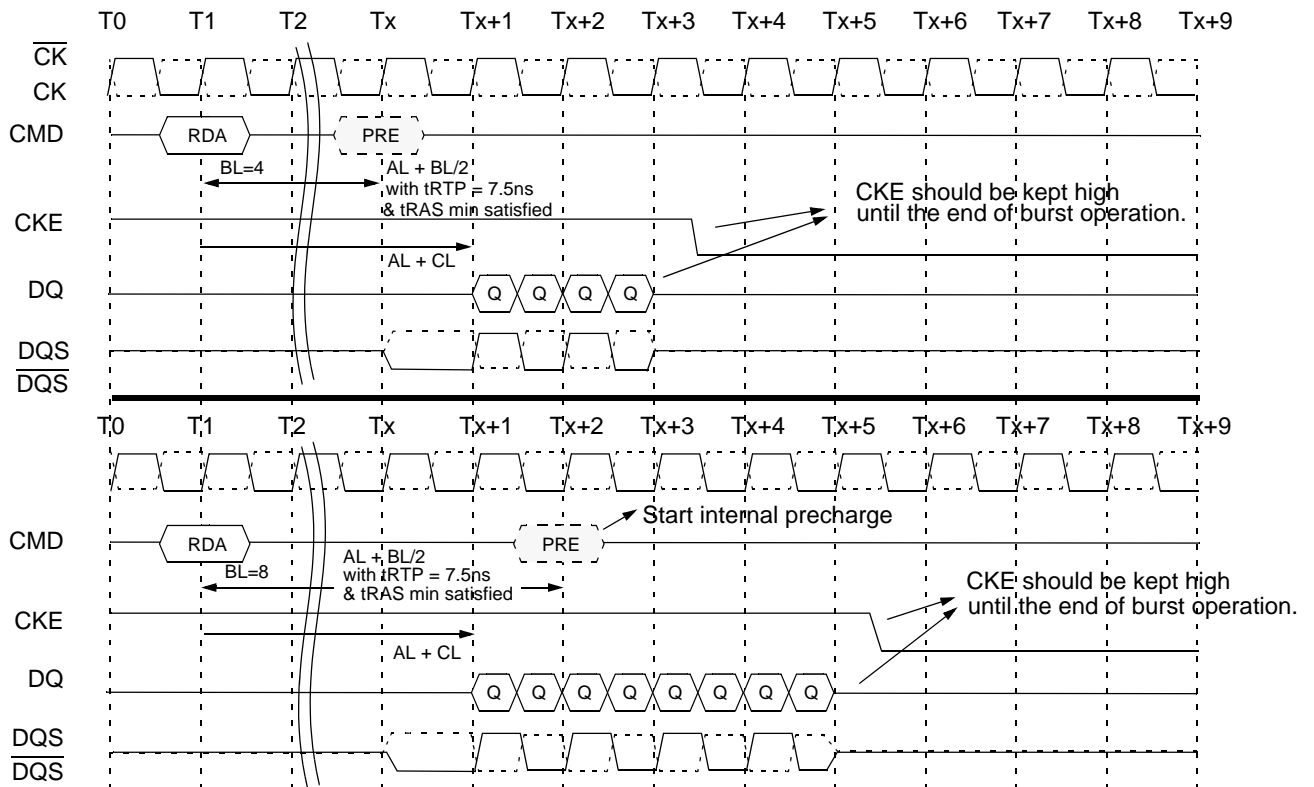 T0 T1 T2 Tx Tx+1 Tx+2 Tx+3 Tx+4 Tx+5 Tx+6 Tx+7 Tx+8 Tx+9
CK
CK
CMD RDA PRE
BL=4 AL + BL/2
with tRTP = 7.5ns
& tRAS min satisfied
CKE should be kept high
until the end of burst operation.
CKE
AL + CL
DQ Q Q Q Q
DQS
DQS
T0 T1 T2 Tx Tx+1 Tx+2 Tx+3 Tx+4 Tx+5 Tx+6 Tx+7 Tx+8 Tx+9
Start internal precharge
CMD RDA PRE
BL=8 AL + BL/2
with tRTP = 7.5ns
& tRAS min satisfied
CKE should be kept high
until the end of burst operation.
CKE
AL + CL
DQ Q Q Q Q Q Q Q Q
DQS
DQS